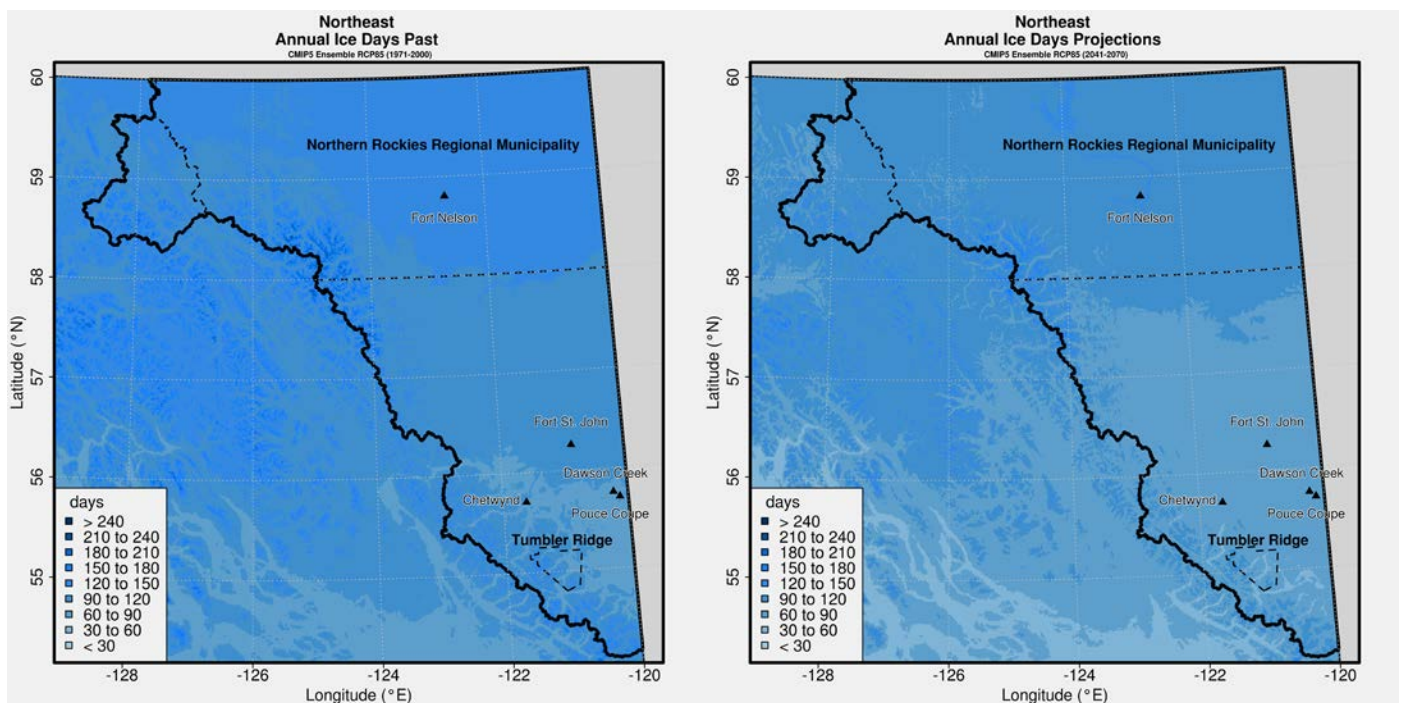 Northeast
Annual Ice Days Past
CMIP5 Ensemble RCP85 (1971-2000)
60
59
58
57
56
55
Latitude (°N)
Northern Rockies Regional Municipality
Fort Nelson
Fort St. John
Dawson Creek
Chetwynd
Pouce Coupe
Tumbler Ridge
days
> 240
210 to 240
180 to 210
150 to 180
120 to 150
90 to 120
60 to 90
30 to 60
< 30
-128
-126
-124
-122
-120
Longitude (°E)
Northeast
Annual Ice Days Projections
CMIP5 Ensemble RCP85 (2041-2070)
60
59
58
57
56
55
Latitude (°N)
Northern Rockies Regional Municipality
Fort Nelson
Fort St. John
Dawson Creek
Chetwynd
Pouce Coupe
Tumbler Ridge
days
> 240
210 to 240
180 to 210
150 to 180
120 to 150
90 to 120
60 to 90
30 to 60
< 30
-128
-126
-124
-122
-120
Longitude (°E)